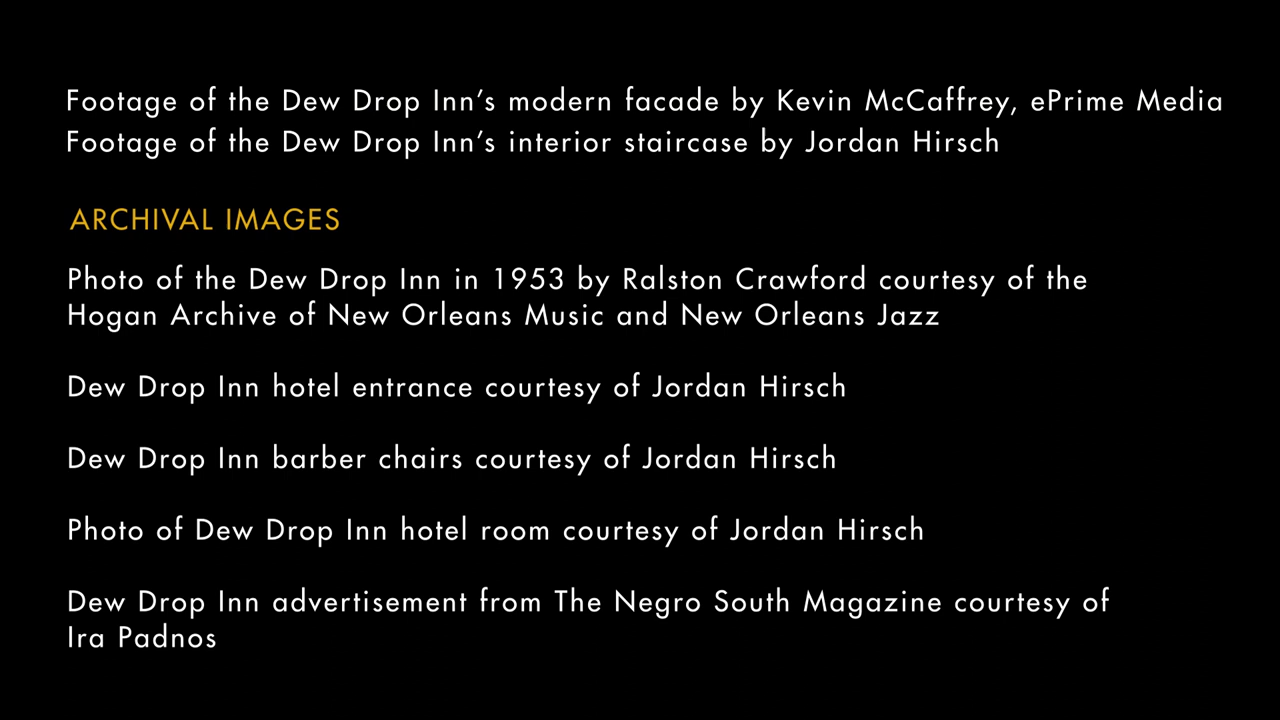 Footage of the Dew Drop Inn’s modern facade by Kevin McCaffrey, ePrime Media
Footage of the Dew Drop Inn’s interior staircase by Jordan Hirsch
ARCHIVAL IMAGES
Photo of the Dew Drop Inn in 1953 by Ralston Crawford courtesy of the
Hogan Archive of New Orleans Music and New Orleans Jazz
Dew Drop Inn hotel entrance courtesy of Jordan Hirsch
Dew Drop Inn barber chairs courtesy of Jordan Hirsch
Photo of Dew Drop Inn hotel room courtesy of Jordan Hirsch
Dew Drop Inn advertisement from The Negro South Magazine courtesy of
Ira Padnos